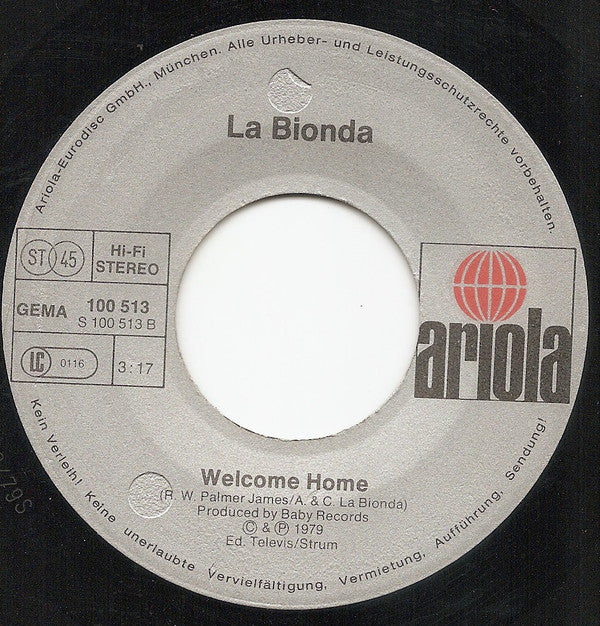 Ariola-Eurodisc GmbH., München. Alle Urheber- und Leistungsschutzrechte vorbehalten.
La Bionda
ST 45
Hi-Fi
STEREO
GEMA 100 513
S 100 513 B
LC 0116
3:17
ariola
Welcome Home
(R. W. Palmer James/A. & C. La Bionda)
Produced by Baby Records
© & ℗ 1979
Ed. Televis/Strum
Kein Verleih! Keine unerlaubte Vervielfältigung, Vermietung, Aufführung, Sendung!